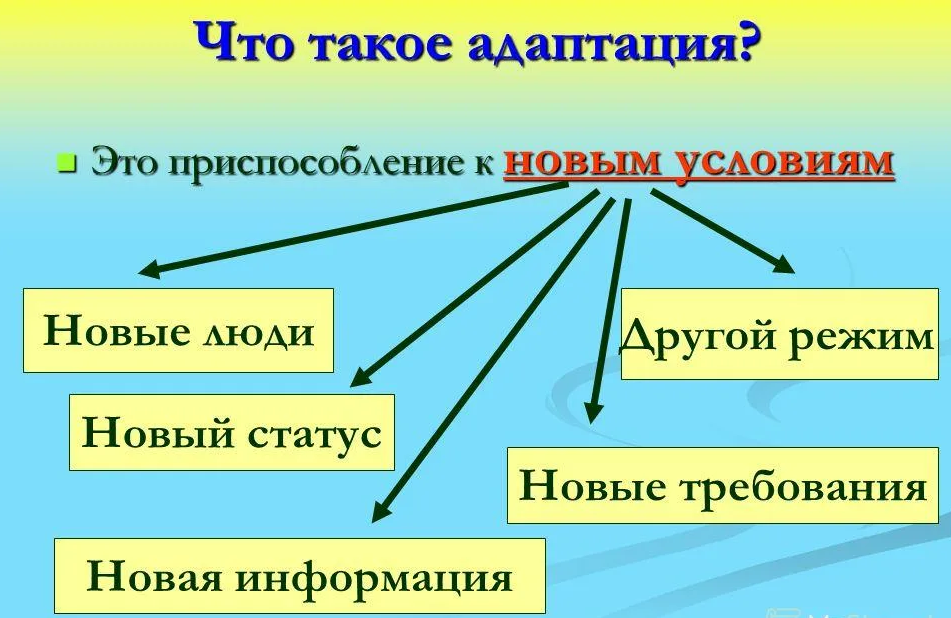 Что такое адаптация?
Это приспособление к новым условиям
Новые люди
Другой режим
Новый статус
Новые требования
Новая информация